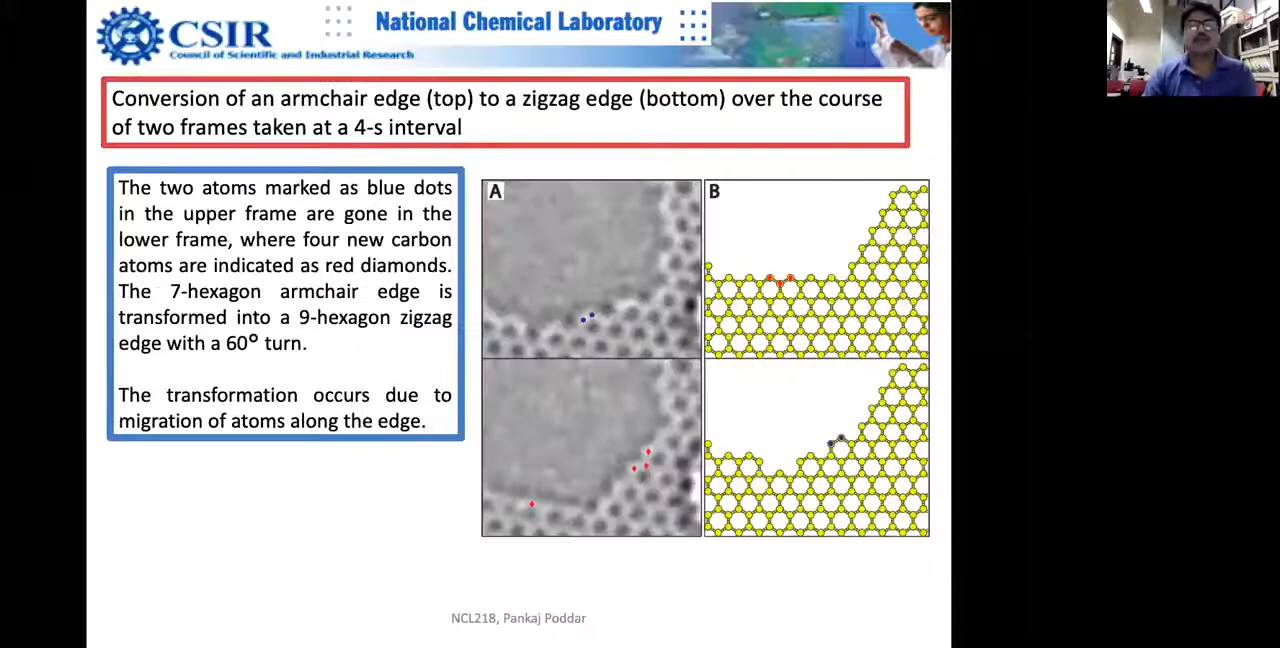 CSIR
Council of Scientific and Industrial Research
National Chemical Laboratory
Conversion of an armchair edge (top) to a zigzag edge (bottom) over the course
of two frames taken at a 4-s interval
The two atoms marked as blue dots
in the upper frame are gone in the
lower frame, where four new carbon
atoms are indicated as red diamonds.
The 7-hexagon armchair edge is
transformed into a 9-hexagon zigzag
edge with a 60° turn.
The transformation occurs due to
migration of atoms along the edge.
A
B
NCL218, Pankaj Poddar